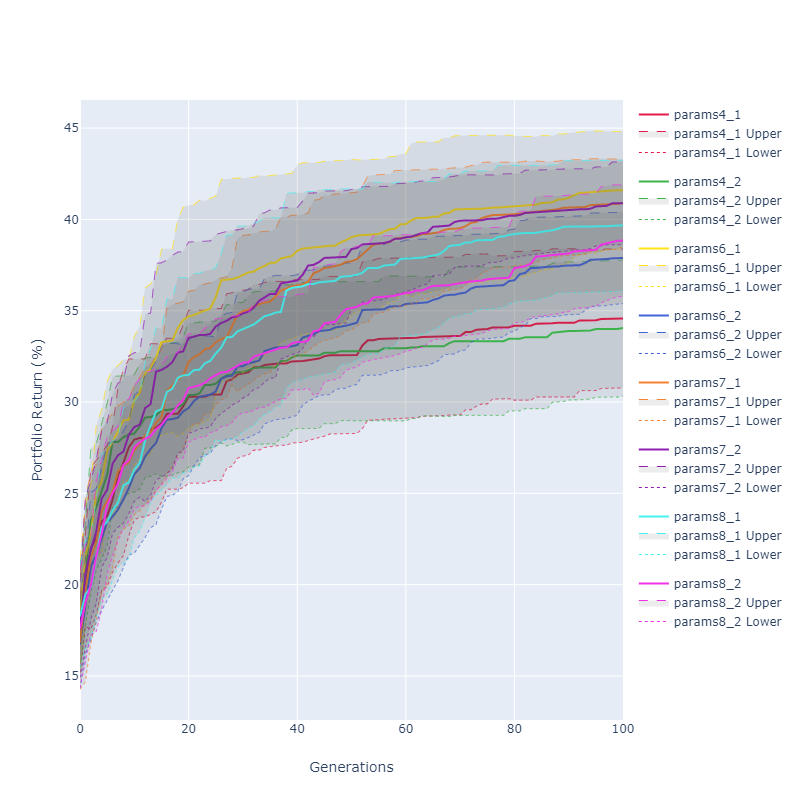 45
40
35
30
25
20
15
0
20
40
60
80
100
Portfolio Return (%)
Generations
params4_1
params4_1 Upper
params4_1 Lower
params4_2
params4_2 Upper
params4_2 Lower
params6_1
params6_1 Upper
params6_1 Lower
params6_2
params6_2 Upper
params6_2 Lower
params7_1
params7_1 Upper
params7_1 Lower
params7_2
params7_2 Upper
params7_2 Lower
params8_1
params8_1 Upper
params8_1 Lower
params8_2
params8_2 Upper
params8_2 Lower